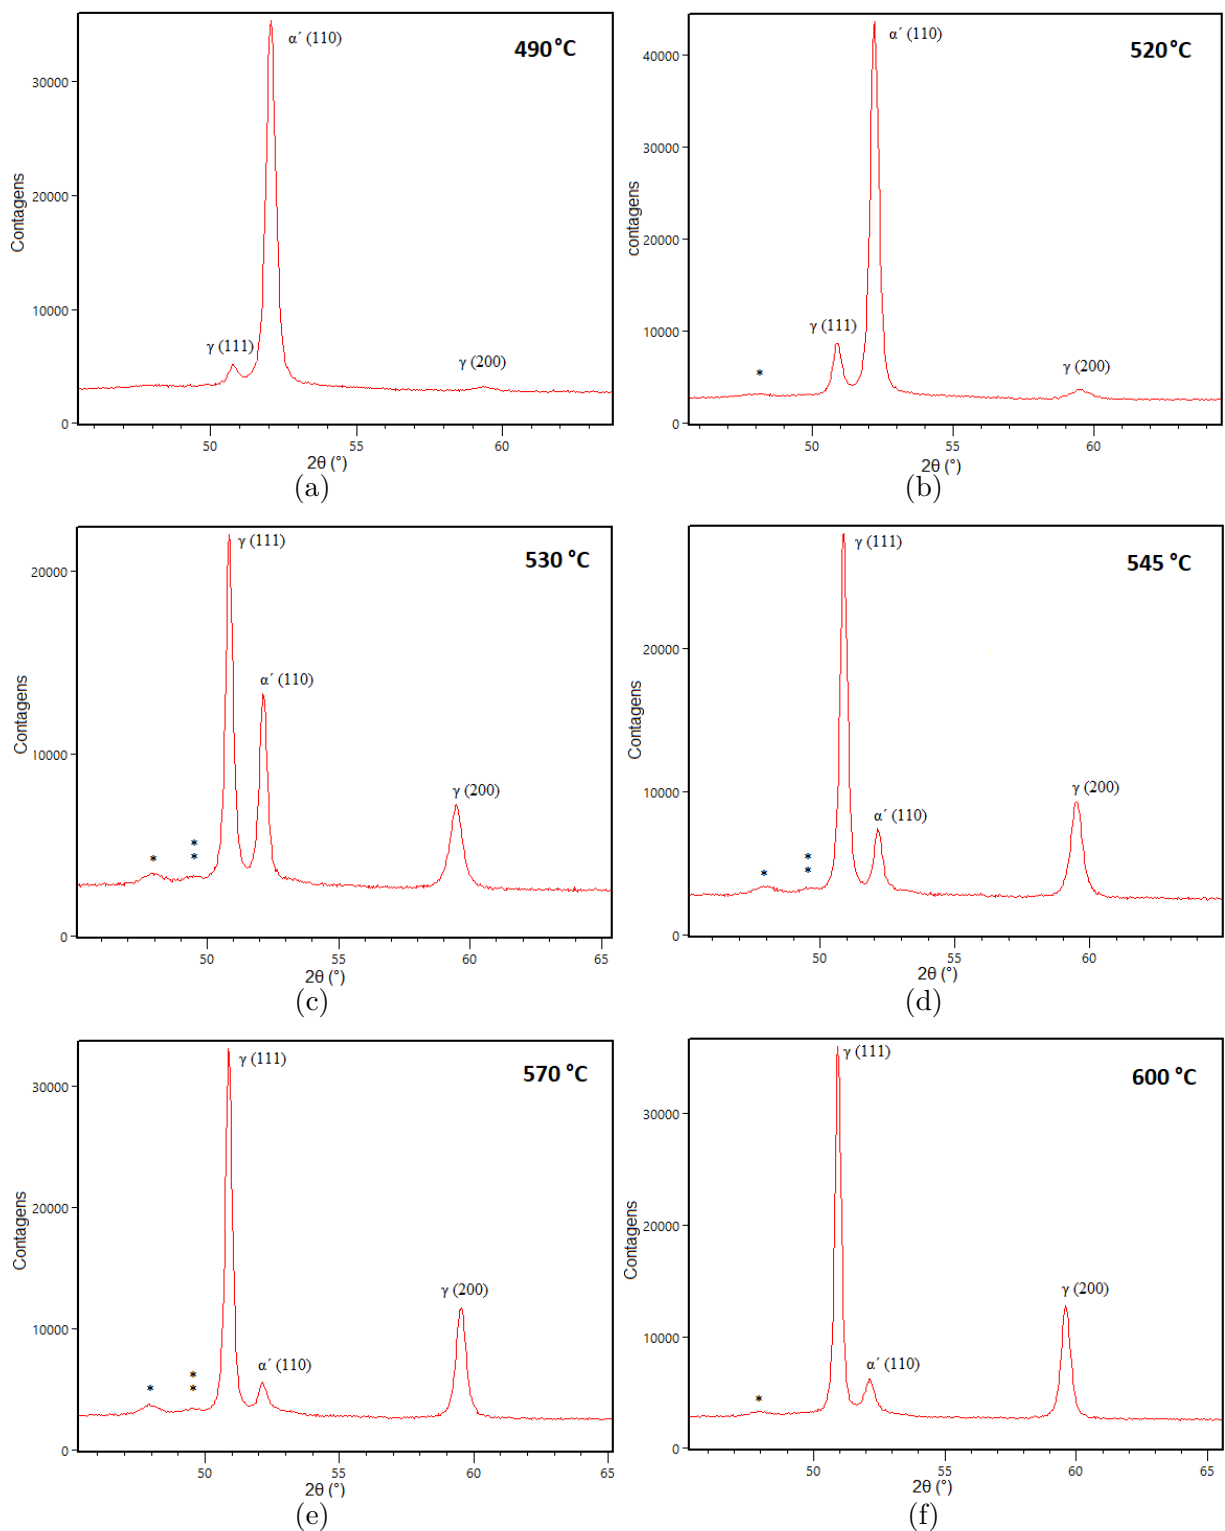 490 °C
α´ (110)
γ (111)
γ (200)
Contagens
30000
20000
10000
0
50
55
60
2θ (°)
(a)
520 °C
α´ (110)
γ (111)
γ (200)
*
contagens
40000
30000
20000
10000
0
50
55
60
2θ (°)
(b)
530 °C
γ (111)
α´ (110)
γ (200)
*
*
*
Contagens
20000
10000
0
50
55
60
65
2θ (°)
(c)
545 °C
γ (111)
α´ (110)
γ (200)
*
*
*
Contagens
20000
10000
0
50
55
60
2θ (°)
(d)
570 °C
γ (111)
α´ (110)
γ (200)
*
*
*
Contagens
30000
20000
10000
0
50
55
60
65
2θ (°)
(e)
600 °C
γ (111)
α´ (110)
γ (200)
*
Contagens
30000
20000
10000
0
50
55
60
65
2θ (°)
(f)